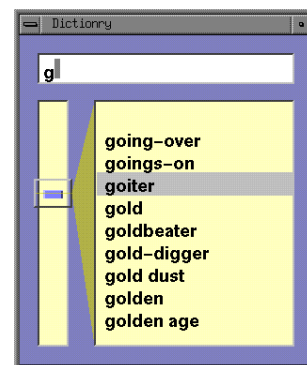 Dictionry
g
going-over
goings-on
goiter
gold
goldbeater
gold-digger
gold dust
golden
golden age